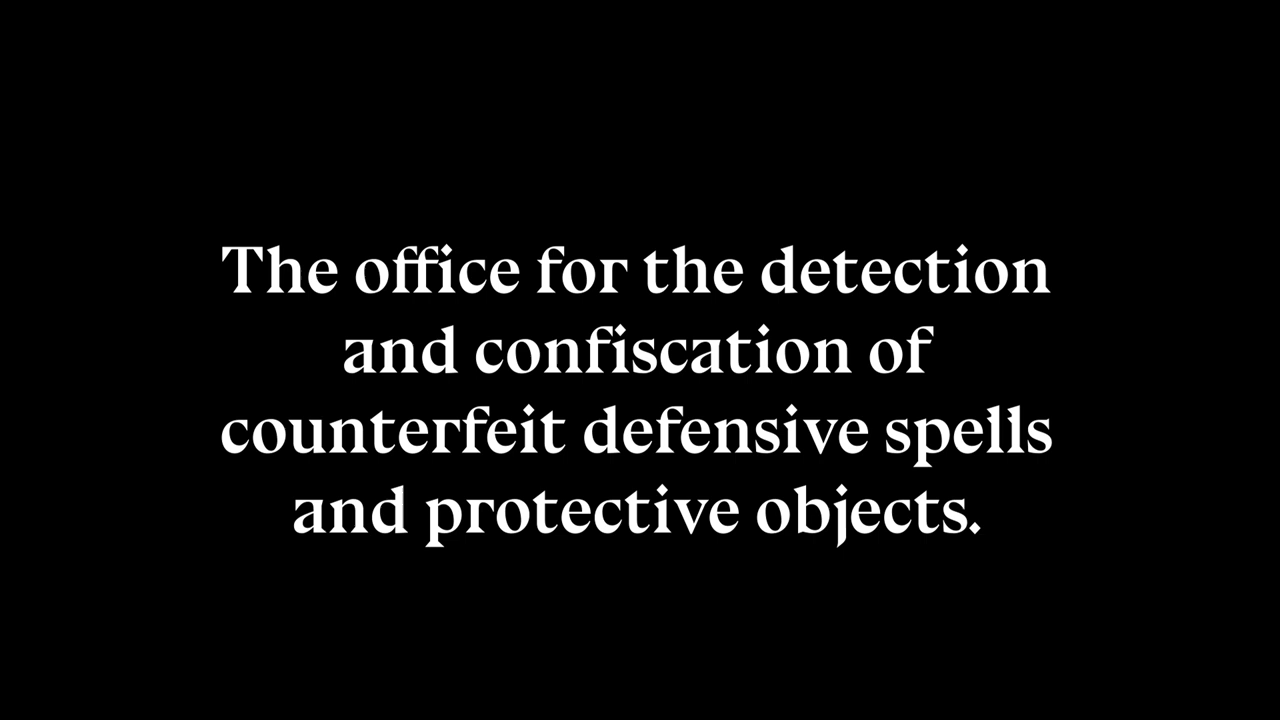 The office for the detection
and confiscation of
counterfeit defensive spells
and protective objects.